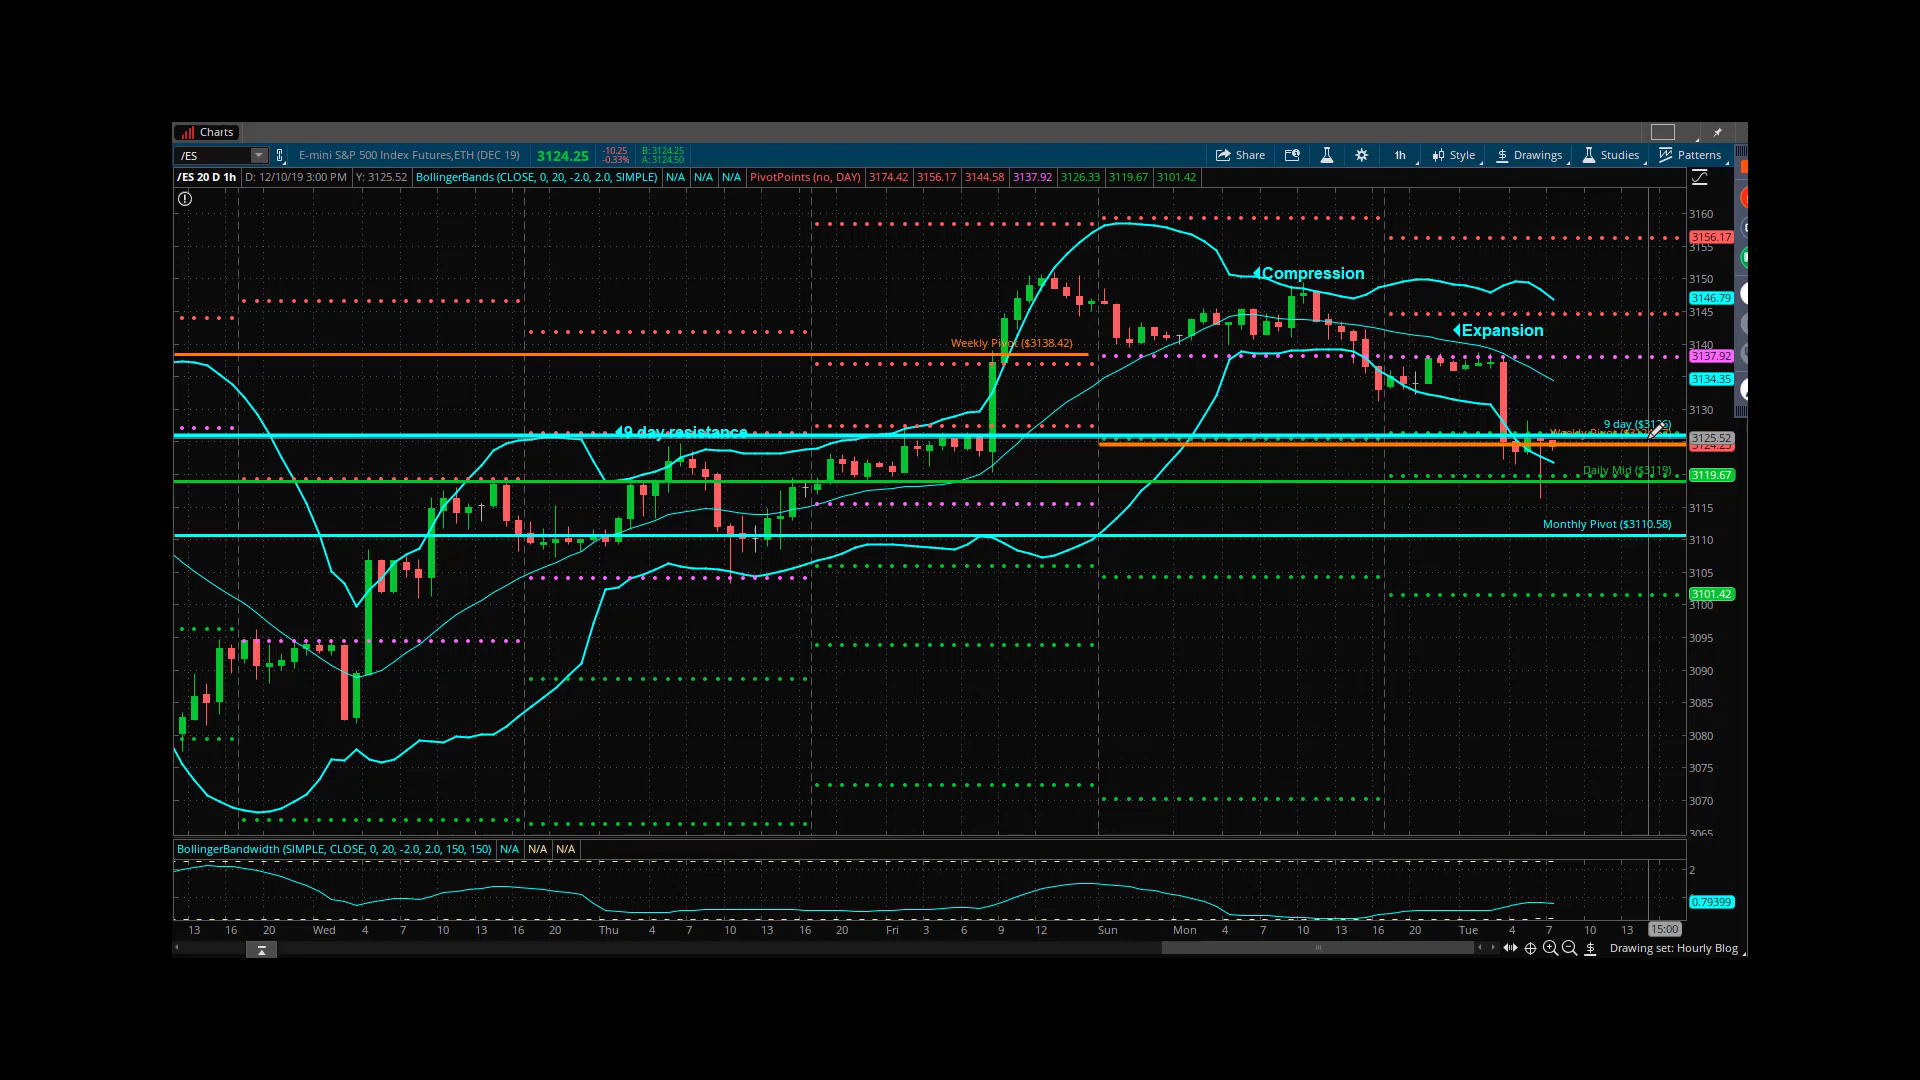 Charts
/ES E-mini S&P 500 Index Futures,ETH (DEC 19) 3124.25 -10.25 -0.33% B: 3124.25 A: 3124.50 Share 1h Style Drawings Studies Patterns
/ES 20 D 1h D: 12/10/19 3:00 PM Y: 3125.52 BollingerBands (CLOSE, 0, 20, -2.0, 2.0, SIMPLE) N/A N/A N/A PivotPoints (no, DAY) 3174.42 3156.17 3144.58 3137.92 3126.33 3119.67 3101.42
3160
3156.17
3155
Compression
3150
3146.79
3145
Expansion
Weekly Pivot ($3138.42)
3140
3137.92
3134.35
3130
9 day ($3126)
9 day resistance
3125.52
Daily Mid ($3119)
3119.67
3115
Monthly Pivot ($3110.58)
3110
3105
3101.42
3100
3095
3090
3085
3080
3075
3070
3065
BollingerBandwidth (SIMPLE, CLOSE, 0, 20, -2.0, 2.0, 150, 150) N/A N/A N/A
2
0.79399
13 16 20 Wed 4 7 10 13 16 20 Thu 4 7 10 13 16 20 Fri 3 6 9 12 Sun Mon 4 7 10 13 16 20 Tue 4 7 10 13 15:00
Drawing set: Hourly Blog